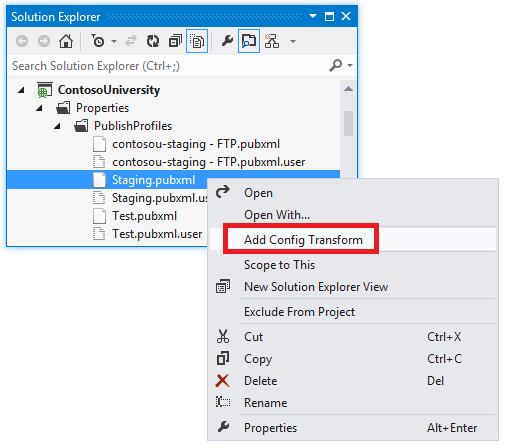 Solution Explorer
Search Solution Explorer (Ctrl+;)
ContosoUniversity
Properties
PublishProfiles
contosou-staging - FTP.pubxml
contosou-staging - FTP.pubxml.user
Staging.pubxml
Staging.pubxml.us
Test.pubxml
Test.pubxml.user
Open
Open With...
Add Config Transform
Scope to This
New Solution Explorer View
Exclude From Project
Cut Ctrl+X
Copy Ctrl+C
Delete Del
Rename
Properties Alt+Enter